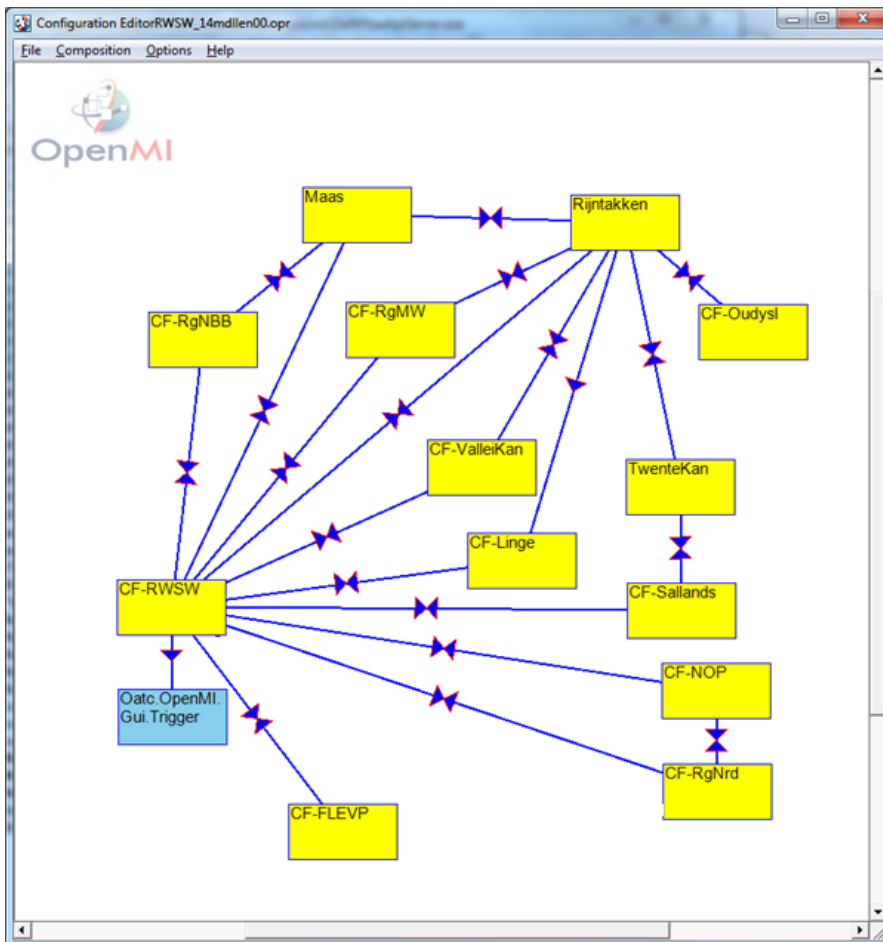 Configuration EditorRWSW_14mdllen00.opr
File Composition Options Help
OpenMI
Maas
Rijntakken
CF-RgNBB
CF-RgMW
CF-Oudysl
CF-ValleiKan
TwenteKan
CF-Linge
CF-RWSW
CF-Sallands
CF-NOP
Oatc.OpenMI.
Gui.Trigger
CF-RgNrd
CF-FLEVP